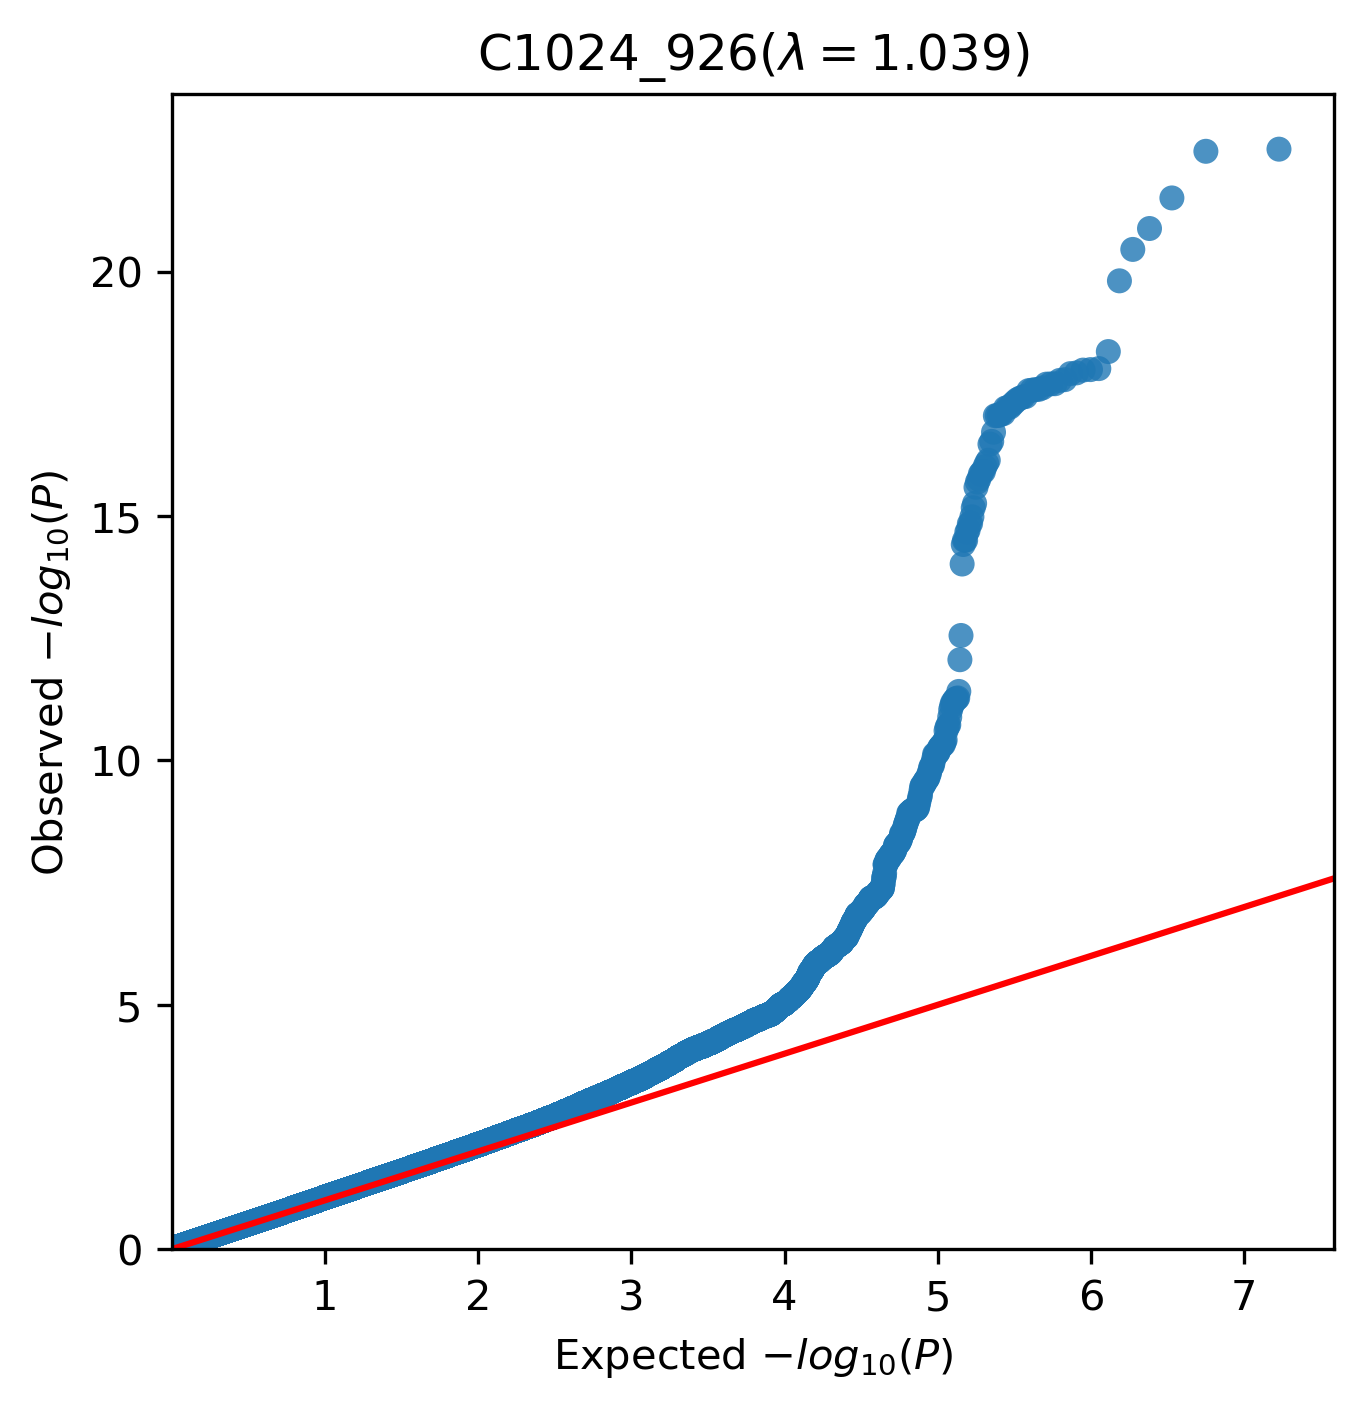 C1024_926(λ = 1.039)
20
15
10
5
0
Observed −log₁₀(P)
1 2 3 4 5 6 7
Expected −log₁₀(P)